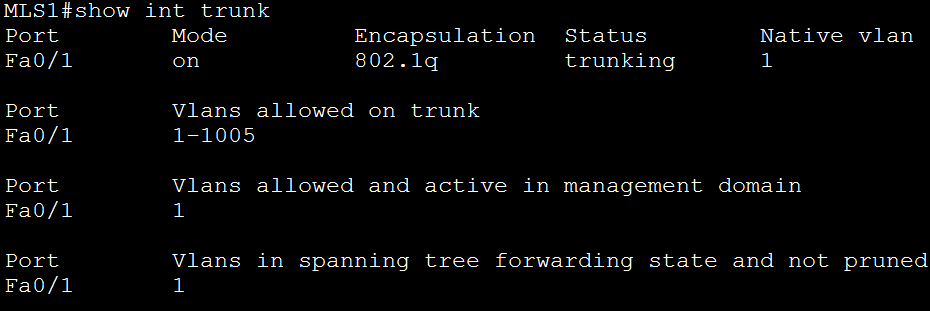 MLS1#show int trunk
Port Mode Encapsulation Status Native vlan
Fa0/1 on 802.1q trunking 1
Port Vlans allowed on trunk
Fa0/1 1-1005
Port Vlans allowed and active in management domain
Fa0/1 1
Port Vlans in spanning tree forwarding state and not pruned
Fa0/1 1